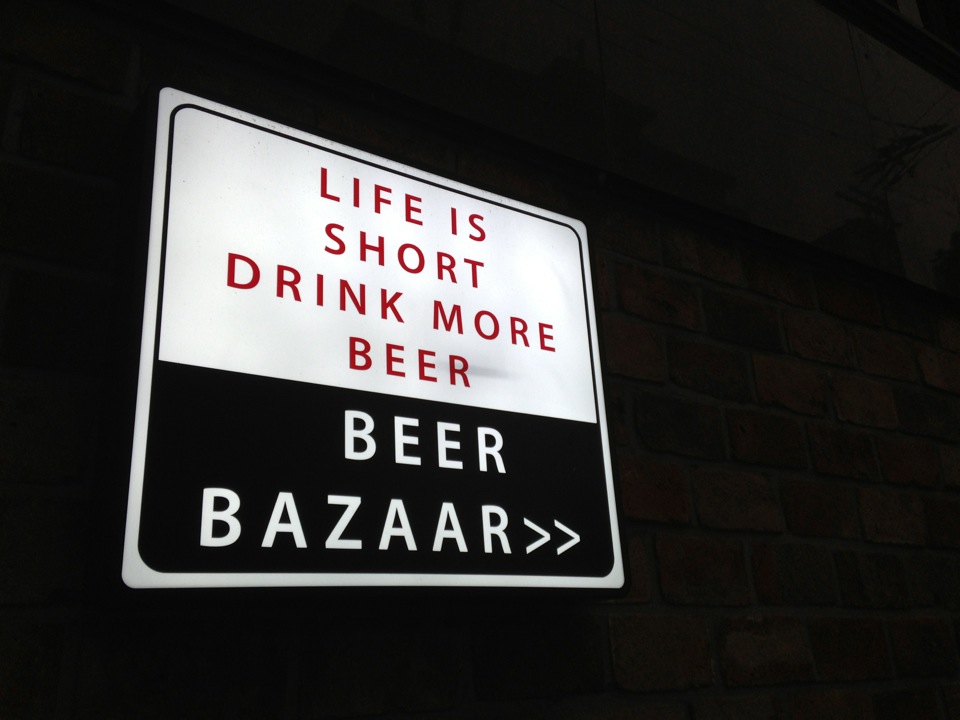 LIFE IS
SHORT
DRINK MORE
BEER
BEER
BAZAAR>>